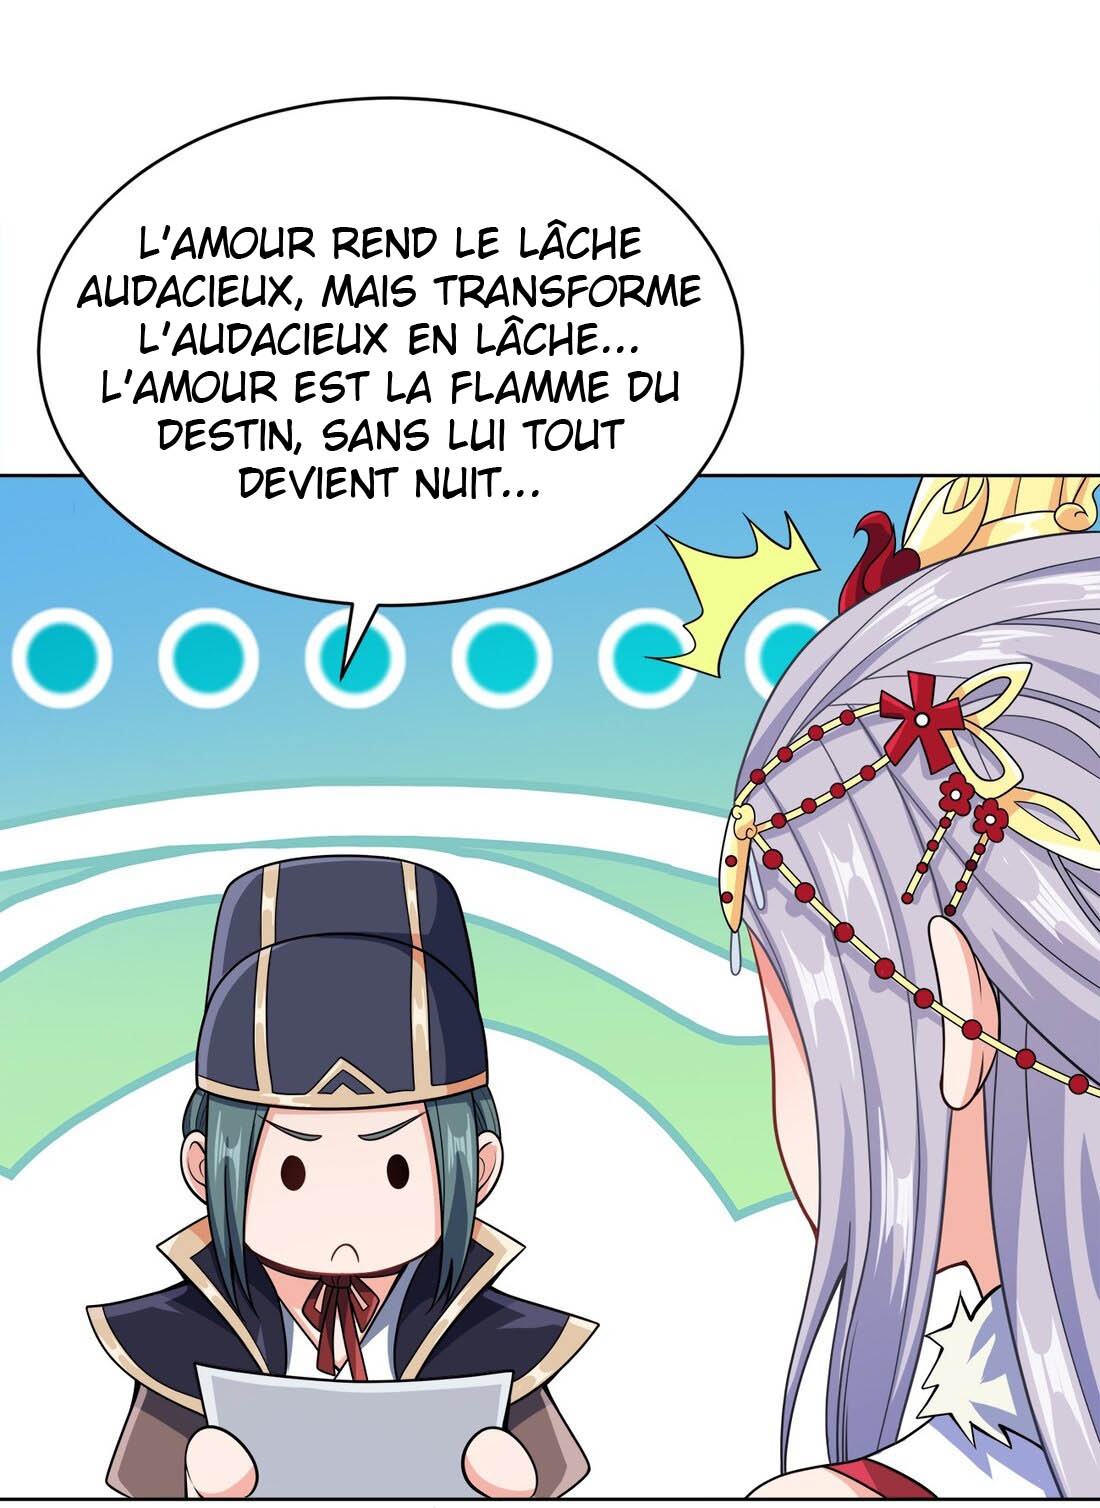 L'AMOUR REND LE LÂCHE
AUDACIEUX, MAIS TRANSFORME
L'AUDACIEUX EN LÂCHE...
L'AMOUR EST LA FLAMME DU
DESTIN, SANS LUI TOUT
DEVIENT NUIT...